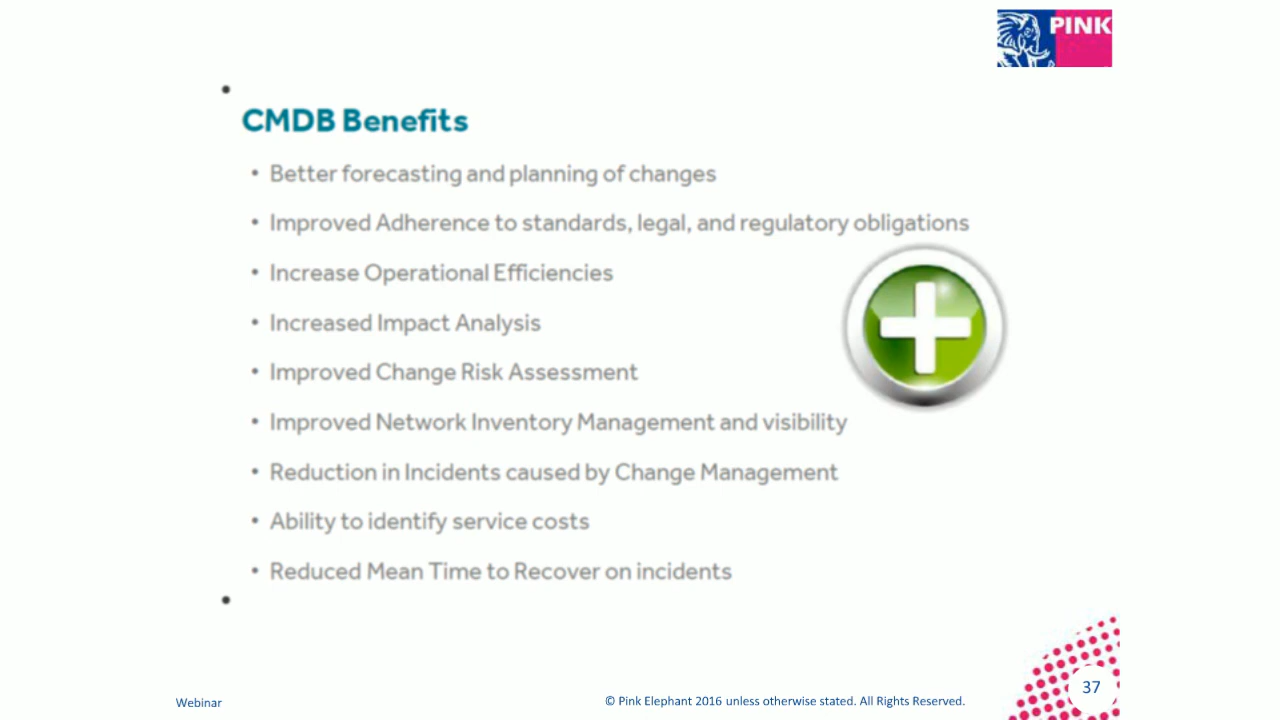 PINK
CMDB Benefits
• Better forecasting and planning of changes
• Improved Adherence to standards, legal, and regulatory obligations
• Increase Operational Efficiencies
• Increased Impact Analysis
• Improved Change Risk Assessment
• Improved Network Inventory Management and visibility
• Reduction in Incidents caused by Change Management
• Ability to identify service costs
• Reduced Mean Time to Recover on incidents
Webinar
© Pink Elephant 2016 unless otherwise stated. All Rights Reserved.
37